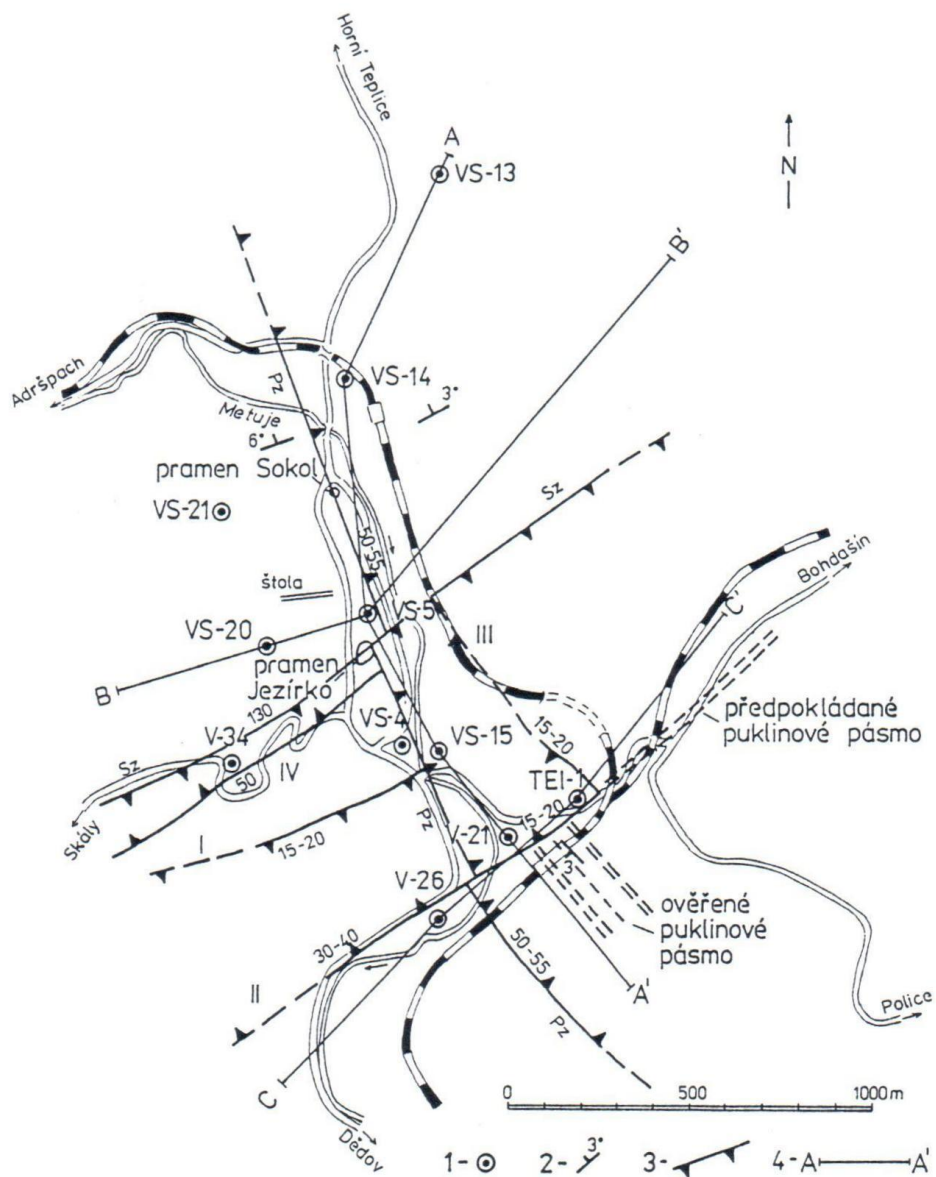 Horní Teplice
N
A
VS-13
B'
VS-14
3°
Adršpach
Pz
Metuje
6°
pramen Sokol
Sz
VS-21
50-55
Bohdašín
štola
C'
VS-5
VS-20
III
pramen
Jezírko
B
předpokládané
puklinové pásmo
130
VS-4
VS-15
15-20
V-34
TEI-1
Sz
IV
50
15-20
Skály
I
15-20
Pz
V-21
V-26
3
ověřené
puklinové
pásmo
30-40
50-55
A'
II
Pz
Police
C
0 500 1000 m
Dědov
1- 2- 3° 3- 4- A A'